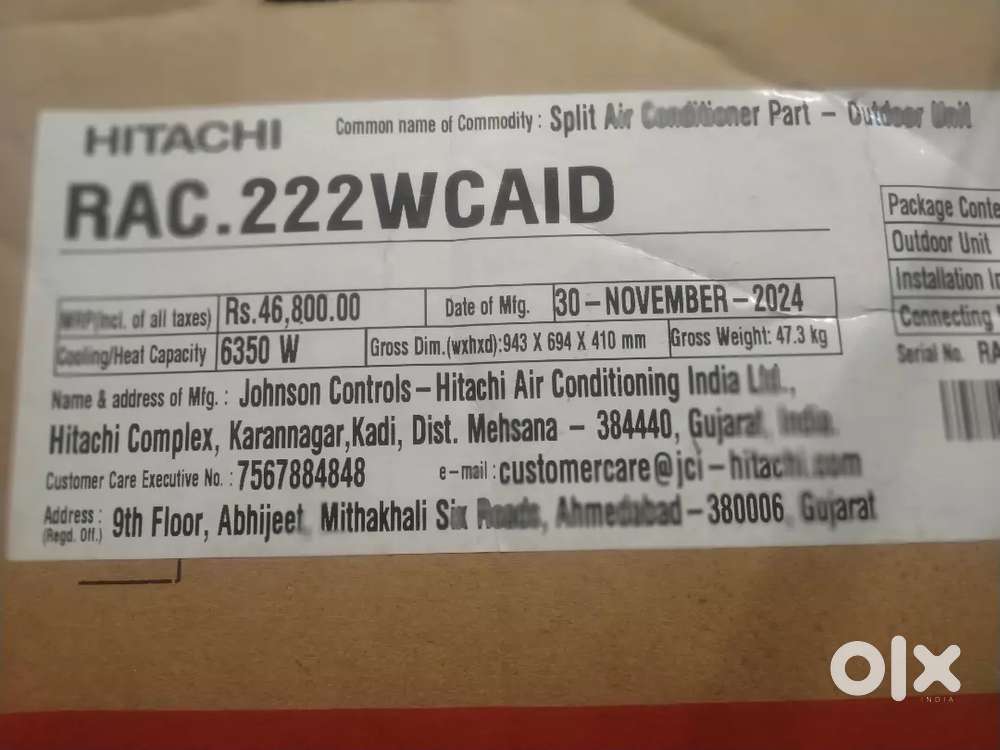 HITACHI
Common name of Commodity : Split Air Conditioner Part – Outdoor Unit
RAC.222WCAID
MRP(Incl. of all taxes) Rs.46,800.00 Date of Mfg. 30–NOVEMBER–2024
Cooling/Heat Capacity 6350 W Gross Dim.(wxhxd):943 X 694 X 410 mm Gross Weight: 47.3 kg
Name & address of Mfg. : Johnson Controls–Hitachi Air Conditioning India Ltd.,
Hitachi Complex, Karannagar,Kadi, Dist. Mehsana – 384440, Gujarat, India.
Customer Care Executive No. : 7567884848 e–mail : customercare@jci–hitachi.com
Address : 9th Floor, Abhijeet, Mithakhali Six Roads, Ahmedabad–380006, Gujarat
(Regd. Off.)
Package Conte
Outdoor Unit
Installation
Connecting
Serial No. RA
olx
INDIA